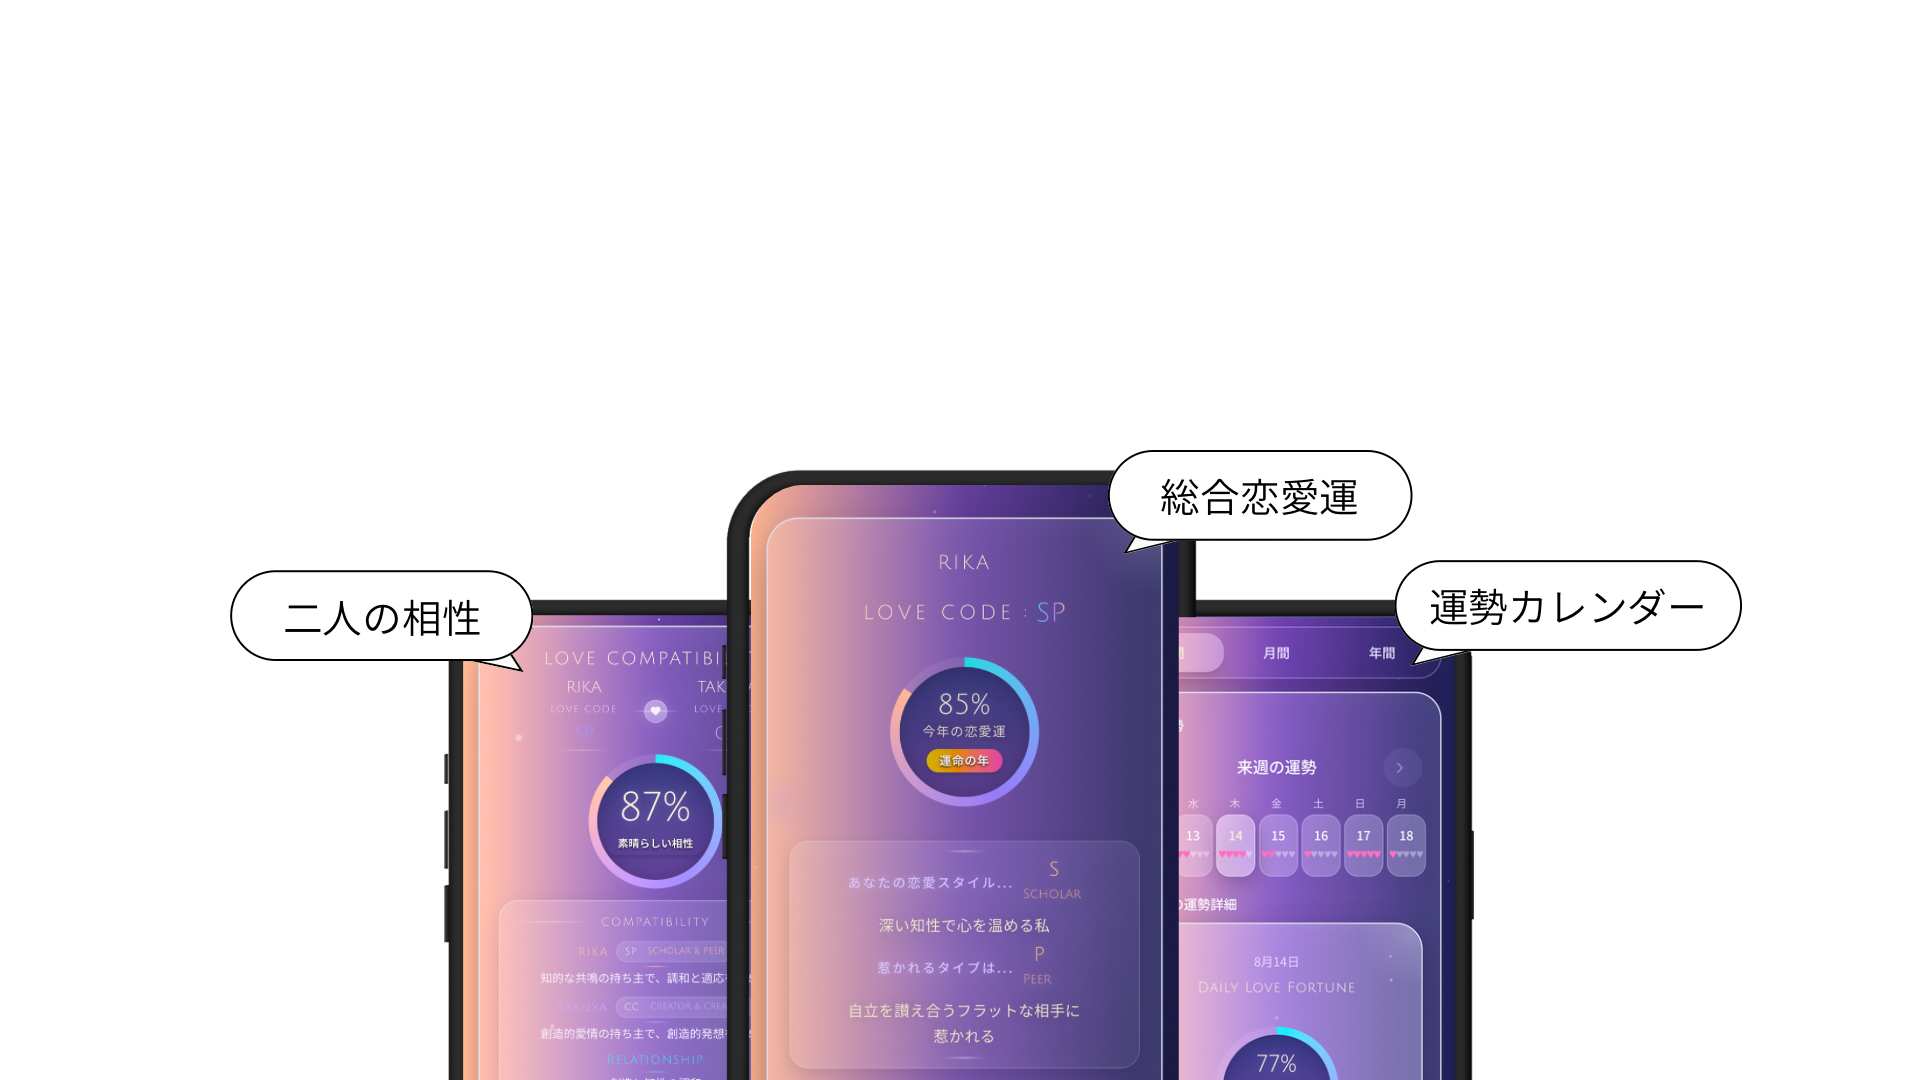 総合恋愛運
二人の相性
運勢カレンダー
RIKA
LOVE CODE : SP
85%
今年の恋愛運
運命の年
あなたの恋愛スタイル... S
SCHOLAR
深い知性で心を温める私
惹かれるタイプは... P
PEER
自立を讃え合うフラットな相手に
惹かれる
LOVE COMPATIBI
RIKA
TAK
LOVE CODE
LOVE
SP
87%
素晴らしい相性
COMPATIBILITY
RIKA SP SCHOLAR & PEER
知的な共鳴の持ち主で、調和と適応
TAKUYA CC CREATOR & CREA
創造的愛情の持ち主で、創造的発想
RELATIONSHIP
月間
年間
来週の運勢
水 木 金 土 日 月
13 14 15 16 17 18
の運勢詳細
8月14日
DAILY LOVE FORTUNE
77%